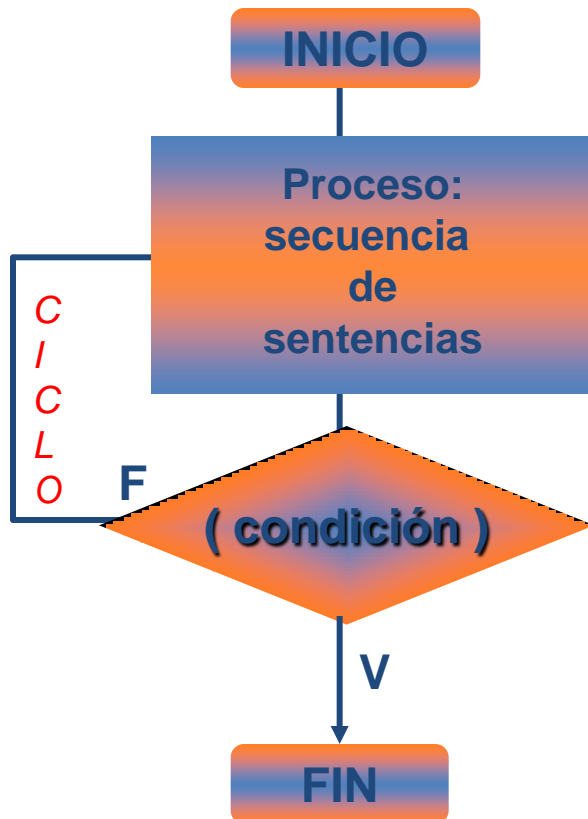 INICIO
Proceso:
secuencia
de
sentencias
C
I
C
L
O
F
( condición )
V
FIN